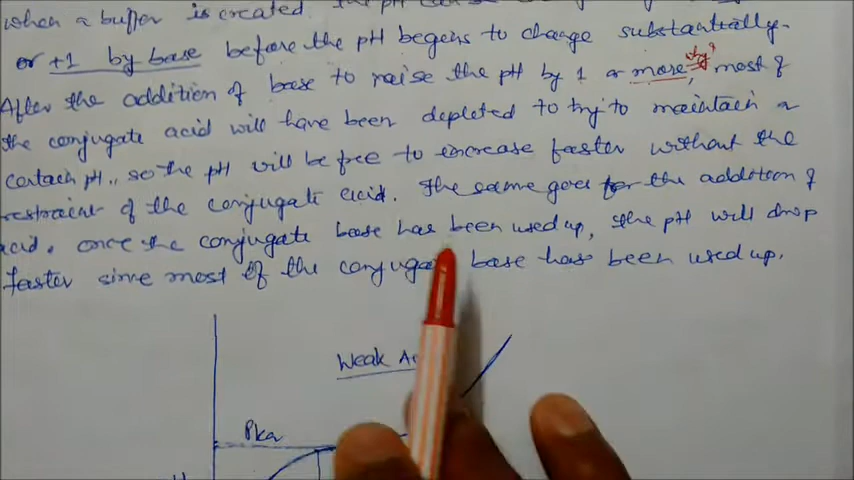 when a buffer is created the pH can
or +1 by base before the pH begins to change substantially.
After the addition of base to raise the pH by 1 or more, why? most of
the conjugate acid will have been depleted to try to maintain a
certain pH, so the pH will be free to increase faster without the
restraint of the conjugate acid. The same goes for the addition of
acid. once the conjugate base has been used up, the pH will drop
faster since most of the conjugate base has been used up.
Weak A
Pka